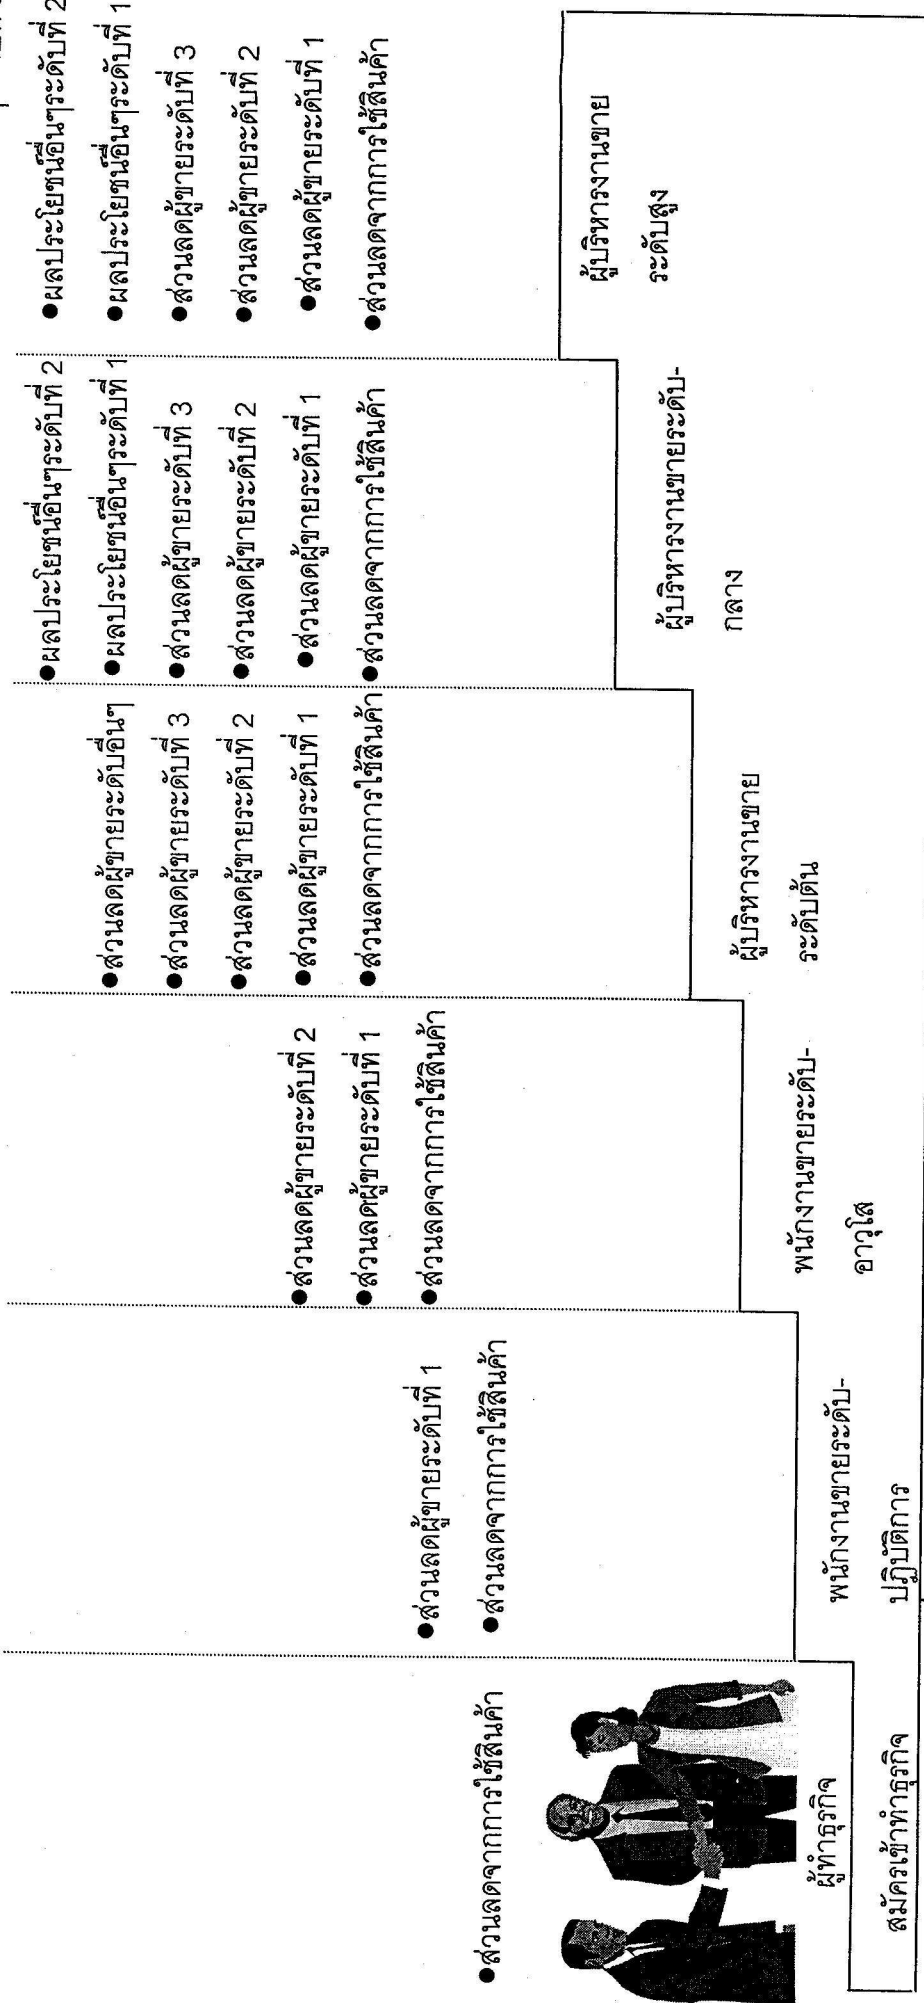 ●ส่วนลดจากการใช้สินค้า
ผู้ทำธุรกิจ
สมัครเข้าทำธุรกิจ
●ส่วนลดผู้ขายระดับที่ 1
●ส่วนลดจากการใช้สินค้า
พนักงานขายระดับ-
ปฏิบัติการ
●ส่วนลดผู้ขายระดับที่ 2
●ส่วนลดผู้ขายระดับที่ 1
●ส่วนลดจากการใช้สินค้า
พนักงานขายระดับ-
อาวุโส
●ส่วนลดผู้ขายระดับอื่นๆ
●ส่วนลดผู้ขายระดับที่ 3
●ส่วนลดผู้ขายระดับที่ 2
●ส่วนลดผู้ขายระดับที่ 1
●ส่วนลดจากการใช้สินค้า
ผู้บริหารงานขาย
ระดับต้น
●ผลประโยชน์อื่นๆระดับที่ 2
●ผลประโยชน์อื่นๆระดับที่ 1
●ส่วนลดผู้ขายระดับที่ 3
●ส่วนลดผู้ขายระดับที่ 2
●ส่วนลดผู้ขายระดับที่ 1
●ส่วนลดจากการใช้สินค้า
ผู้บริหารงานขายระดับ-
กลาง
●ผลประโยชน์อื่นๆระดับที่ 2
●ผลประโยชน์อื่นๆระดับที่ 1
●ส่วนลดผู้ขายระดับที่ 3
●ส่วนลดผู้ขายระดับที่ 2
●ส่วนลดผู้ขายระดับที่ 1
●ส่วนลดจากการใช้สินค้า
ผู้บริหารงานขาย
ระดับสูง